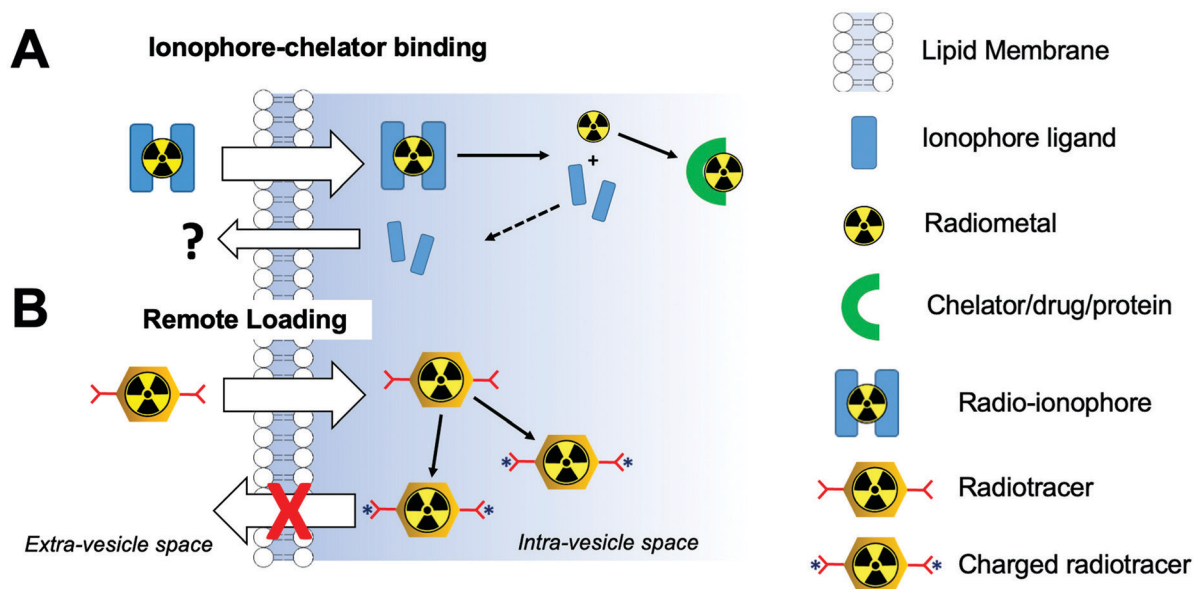 A
Ionophore-chelator binding
+
?
B
Remote Loading
X
* *
* *
Extra-vesicle space
Intra-vesicle space
Lipid Membrane
Ionophore ligand
Radiometal
Chelator/drug/protein
Radio-ionophore
Radiotracer
* *
Charged radiotracer